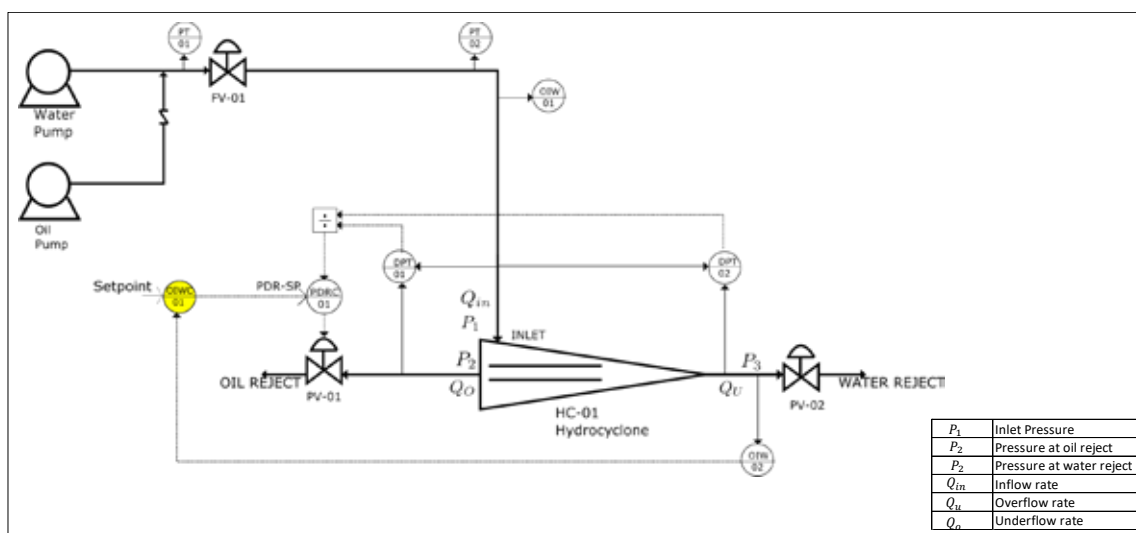 PT
01
PT
02
FV-01
OIW
01
Water
Pump
Oil
Pump
÷
DPT
01
DPT
02
Setpoint
OIWC
01
PDR-SP
PDRC
01
Q_in
P_1
INLET
P_2
P_3
OIL REJECT
PV-01
Q_O
Q_U
PV-02
WATER REJECT
HC-01
Hydrocyclone
OIW
02
P_1 Inlet Pressure
P_2 Pressure at oil reject
P_2 Pressure at water reject
Q_in Inflow rate
Q_u Overflow rate
Q_o Underflow rate